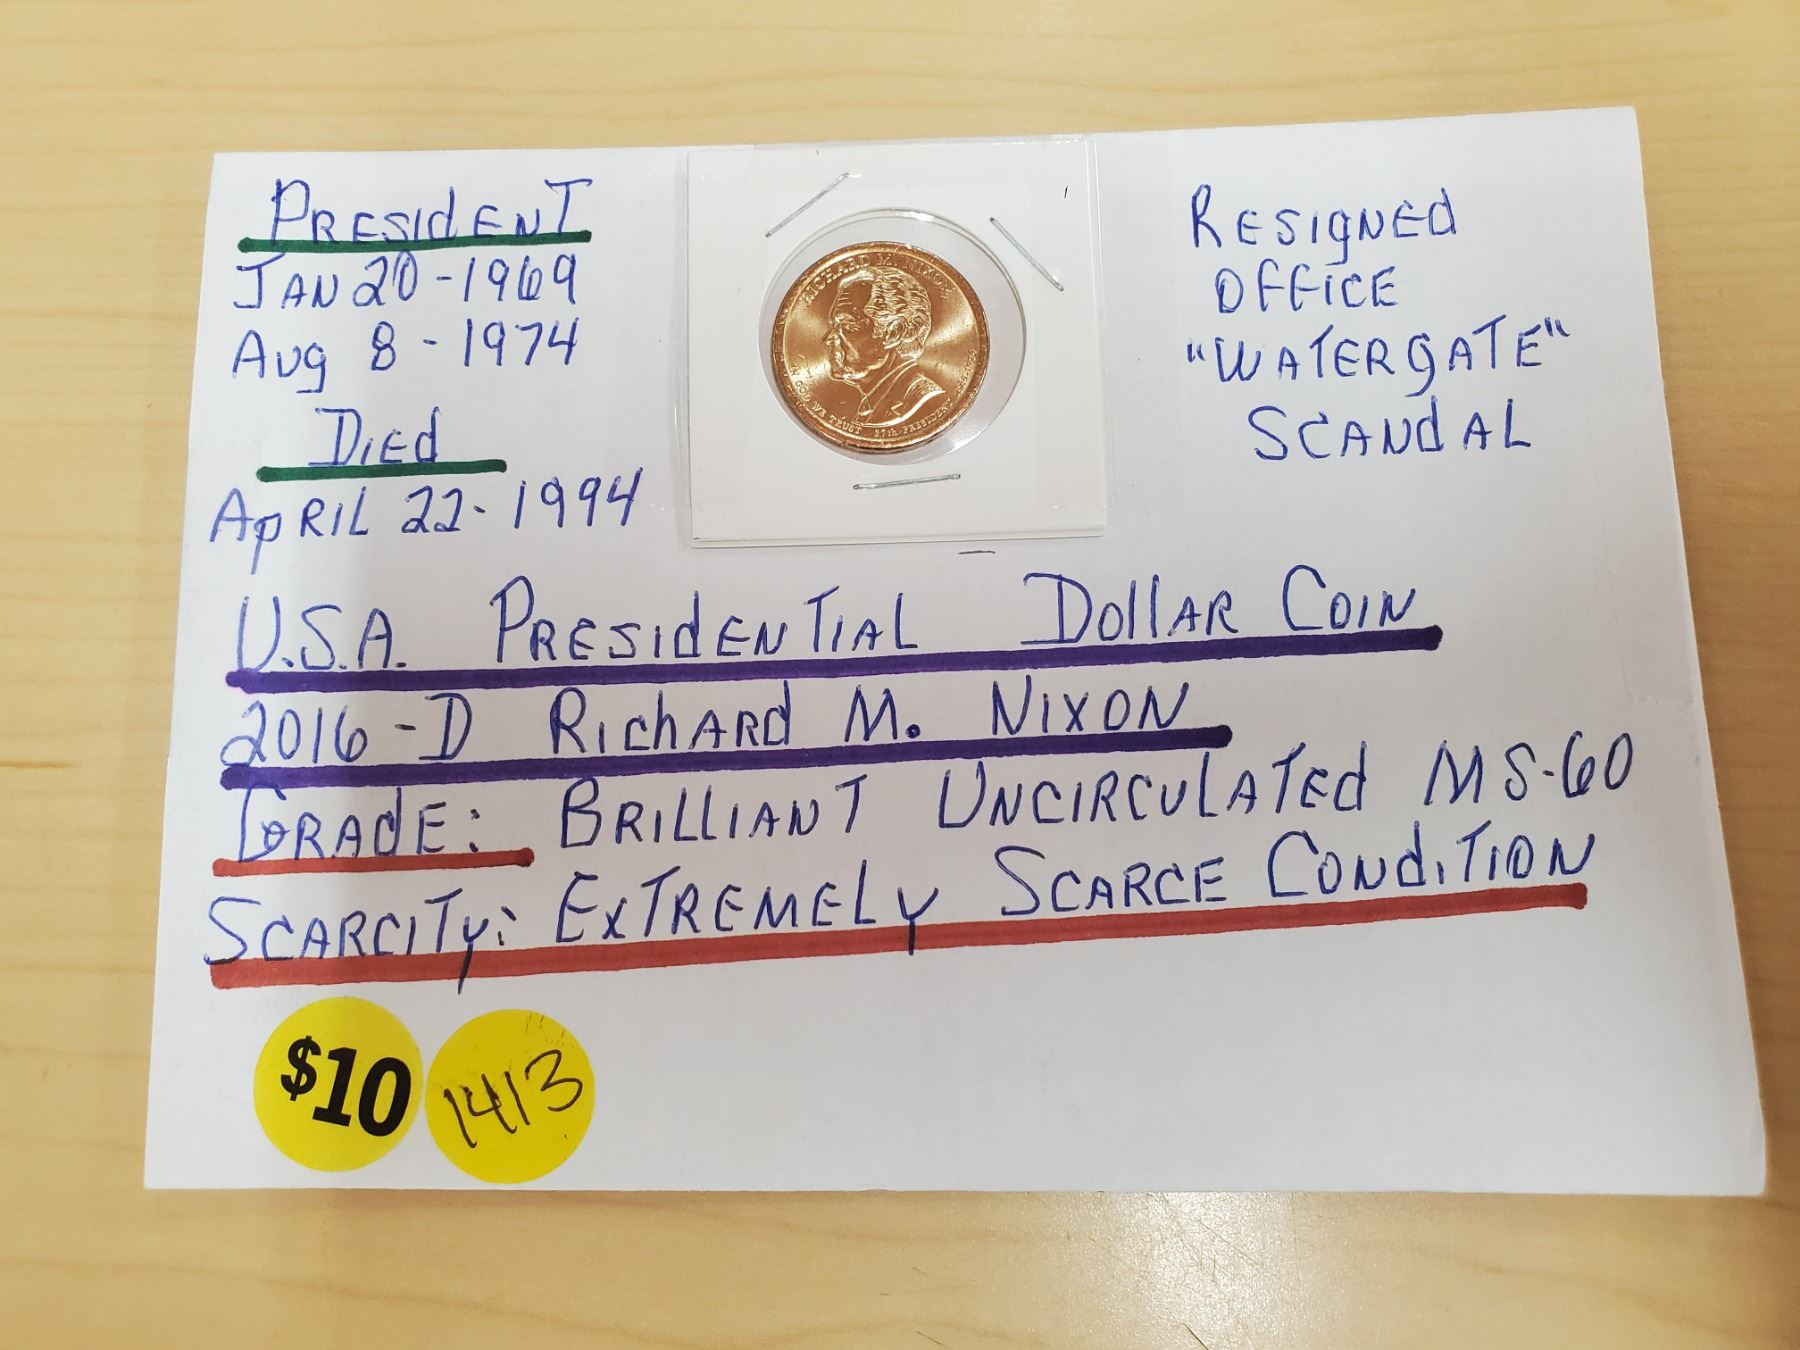 PRESIdENT
JAN 20-1969
Aug 8-1974
DiEd
ApRIL 22-1994
RICHARD M. NIXON
IN GOD WE TRUST 37th PRESIDENT
RESIgNEd
OFFiCE
"WATERgATE"
SCANdAL
U.S.A. PRESIdENTIAL DollAR COIN
2016-D RichARd M. NIXON
GRAdE: BRILLIANT UNCIRCULATEd MS-60
SCARCITy: ExTREMELy SCARCE CONdiTION
$10
1413